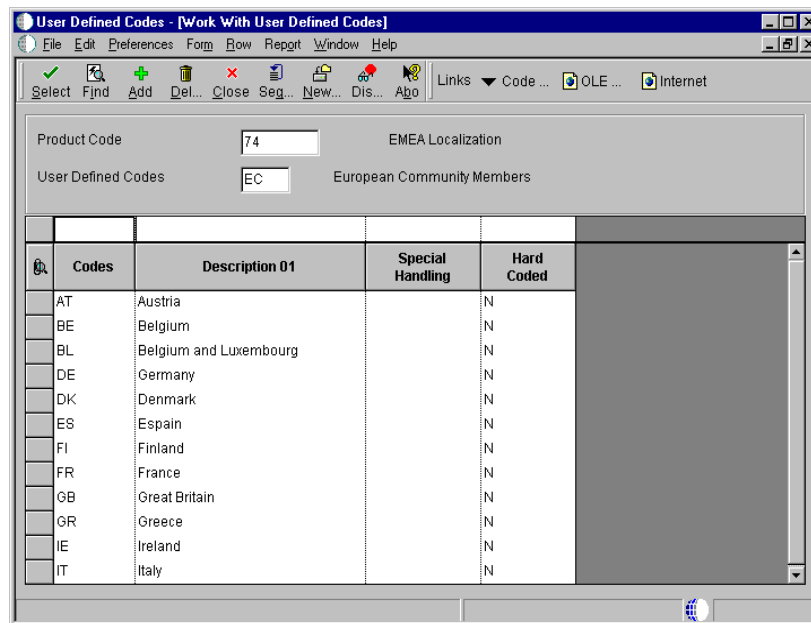 User Defined Codes - [Work With User Defined Codes]
File Edit Preferences Form Row Report Window Help
Select Find Add Del... Close Seq... New... Dis... Abo Links Code ... OLE ... Internet
Product Code 74 EMEA Localization
User Defined Codes EC European Community Members
Codes Description 01 Special Handling Hard Coded
AT Austria N
BE Belgium N
BL Belgium and Luxembourg N
DE Germany N
DK Denmark N
ES Espain N
FI Finland N
FR France N
GB Great Britain N
GR Greece N
IE Ireland N
IT Italy N